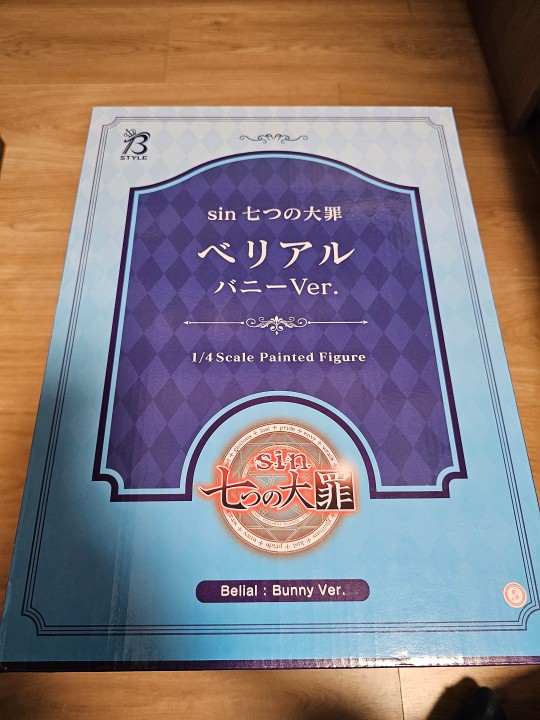 B
STYLE
sin 七つの大罪
ベリアル
バニーVer.
1/4 Scale Painted Figure
sin
七つの大罪
Belial : Bunny Ver.